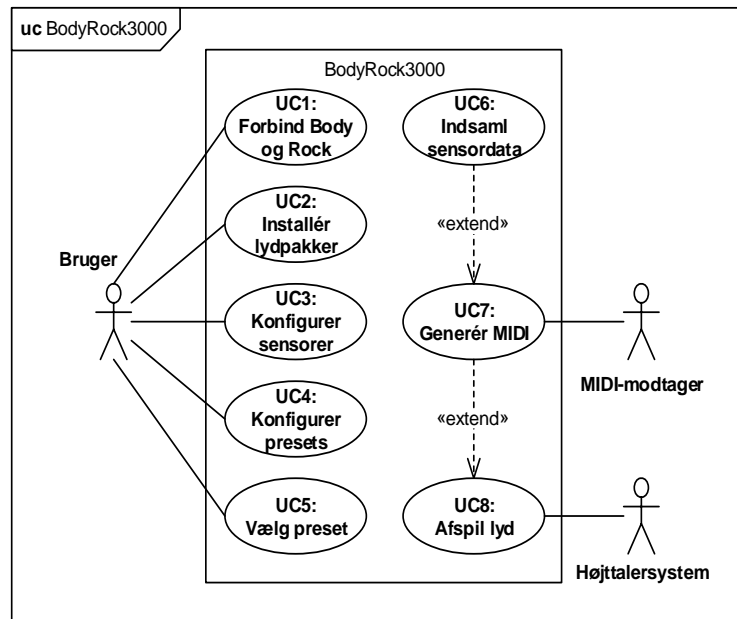 uc BodyRock3000
BodyRock3000
UC1:
Forbind Body
og Rock
UC2:
Installér
lydpakker
UC3:
Konfigurer
sensorer
UC4:
Konfigurer
presets
UC5:
Vælg preset
UC6:
Indsaml
sensordata
«extend»
UC7:
Generér MIDI
«extend»
UC8:
Afspil lyd
Bruger
MIDI-modtager
Højttalersystem